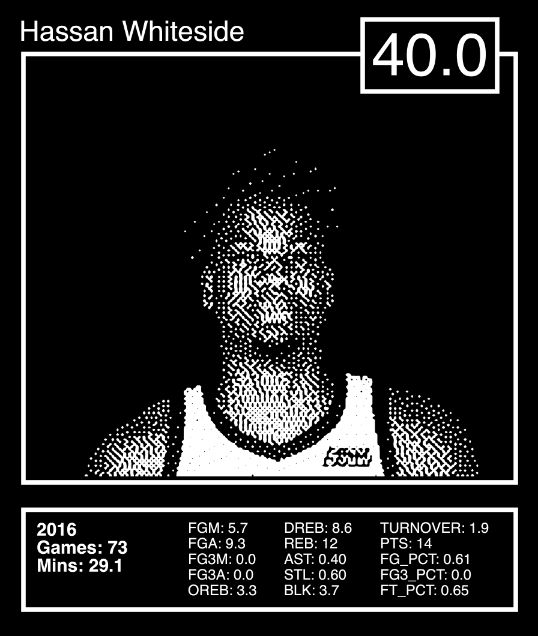 Hassan Whiteside
40.0
2016
Games: 73
Mins: 29.1
FGM: 5.7
FGA: 9.3
FG3M: 0.0
FG3A: 0.0
OREB: 3.3
DREB: 8.6
REB: 12
AST: 0.40
STL: 0.60
BLK: 3.7
TURNOVER: 1.9
PTS: 14
FG_PCT: 0.61
FG3_PCT: 0.0
FT_PCT: 0.65